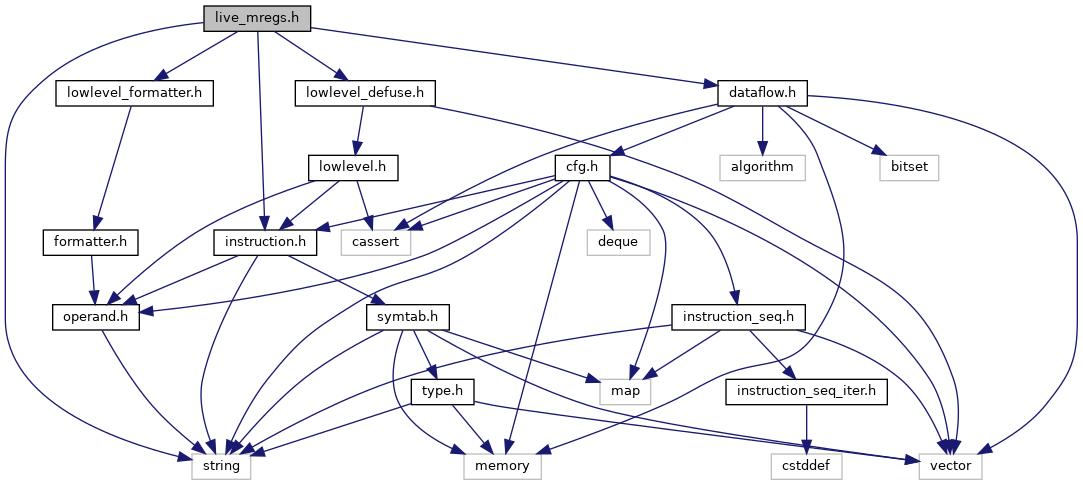 live_mregs.h
lowlevel_formatter.h
lowlevel_defuse.h
dataflow.h
lowlevel.h
cfg.h
algorithm
bitset
formatter.h
instruction.h
cassert
deque
operand.h
symtab.h
instruction_seq.h
type.h
map
instruction_seq_iter.h
string
memory
cstddef
vector